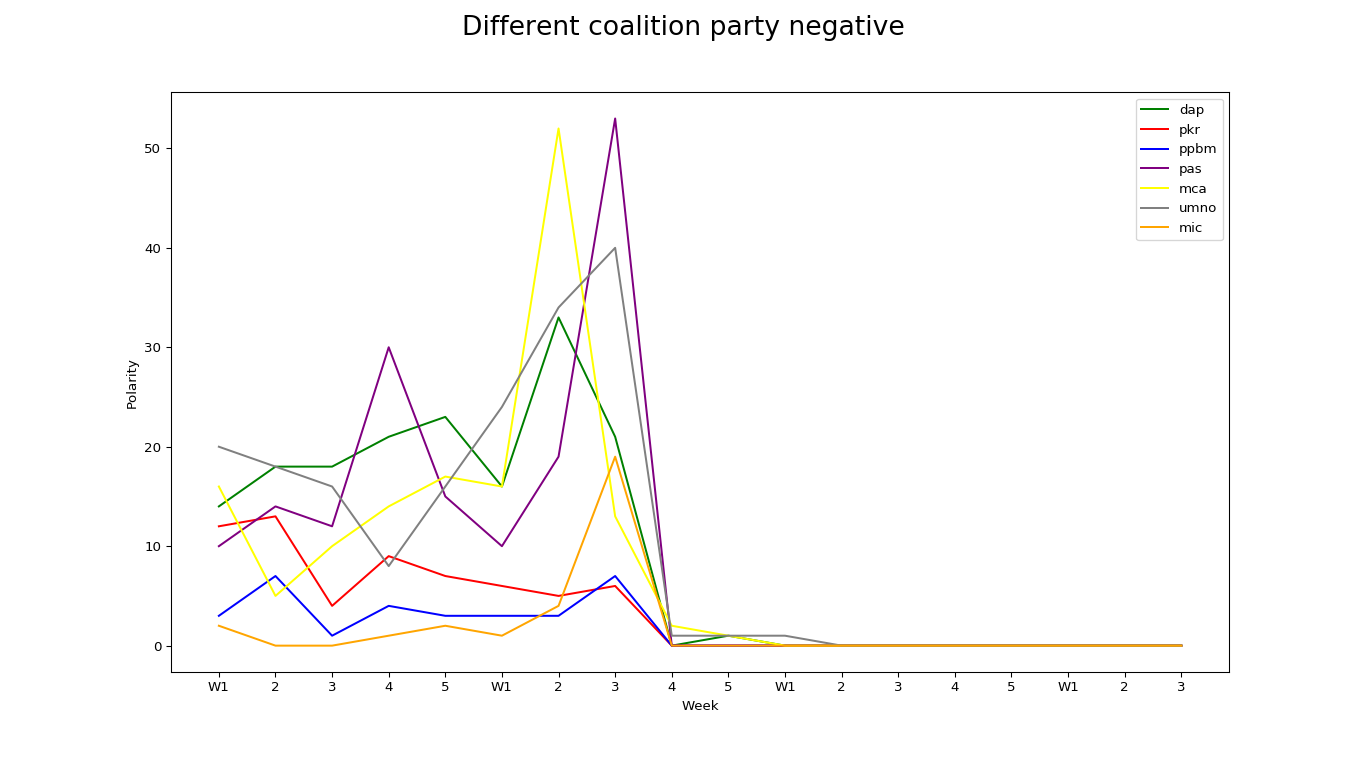 Different coalition party negative
dap
pkr
ppbm
pas
mca
umno
mic
50
40
30
20
10
0
Polarity
W1 2 3 4 5 W1 2 3 4 5 W1 2 3 4 5 W1 2 3
Week